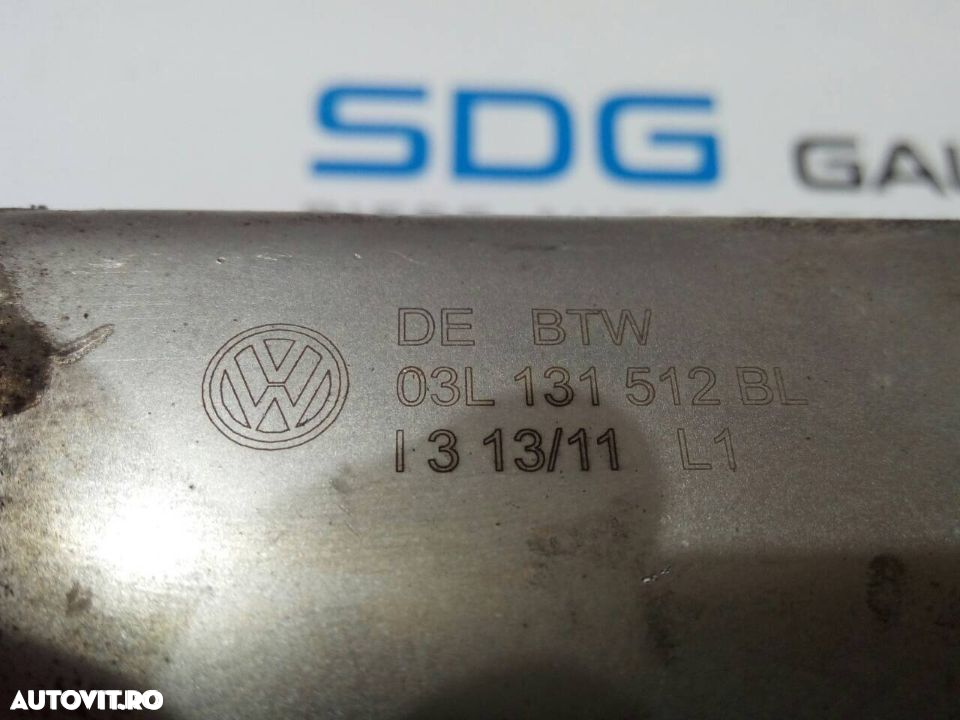 SDG
DE BTW
03L 131 512 BL
I 3 13/11 L1
AUTOVIT.RO